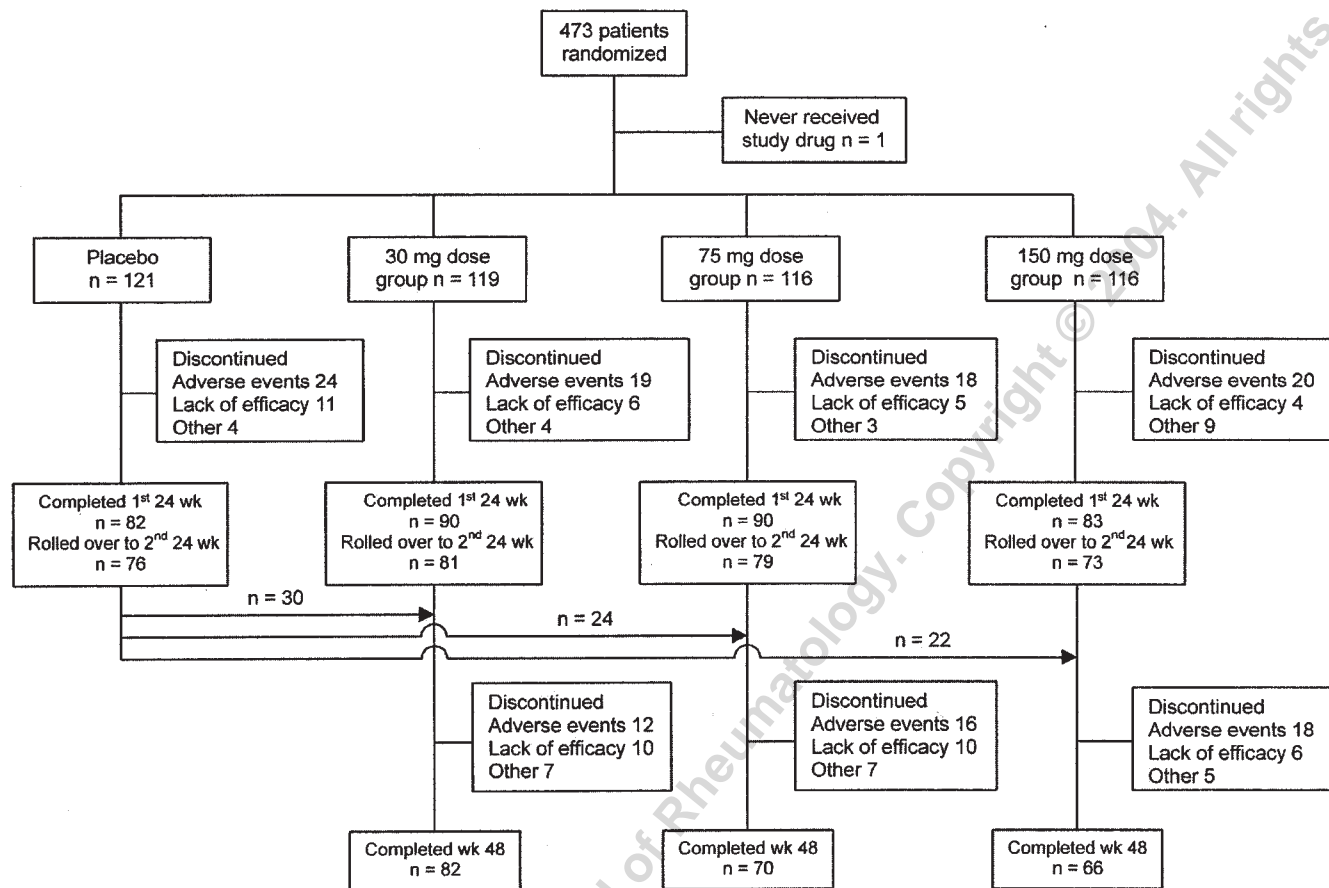 473 patients
randomized
Never received
study drug n = 1
Placebo
n = 121
30 mg dose
group n = 119
75 mg dose
group n = 116
150 mg dose
group n = 116
Discontinued
Adverse events 24
Lack of efficacy 11
Other 4
Discontinued
Adverse events 19
Lack of efficacy 6
Other 4
Discontinued
Adverse events 18
Lack of efficacy 5
Other 3
Discontinued
Adverse events 20
Lack of efficacy 4
Other 9
Completed 1st 24 wk
n = 82
Rolled over to 2nd 24 wk
n = 76
Completed 1st 24 wk
n = 90
Rolled over to 2nd 24 wk
n = 81
Completed 1st 24 wk
n = 90
Rolled over to 2nd 24 wk
n = 79
Completed 1st 24 wk
n = 83
Rolled over to 2nd 24 wk
n = 73
n = 30
n = 24
n = 22
Discontinued
Adverse events 12
Lack of efficacy 10
Other 7
Discontinued
Adverse events 16
Lack of efficacy 10
Other 7
Discontinued
Adverse events 18
Lack of efficacy 6
Other 5
Completed wk 48
n = 82
Completed wk 48
n = 70
Completed wk 48
n = 66
of Rheumatology. Copyright © 2004. All rights